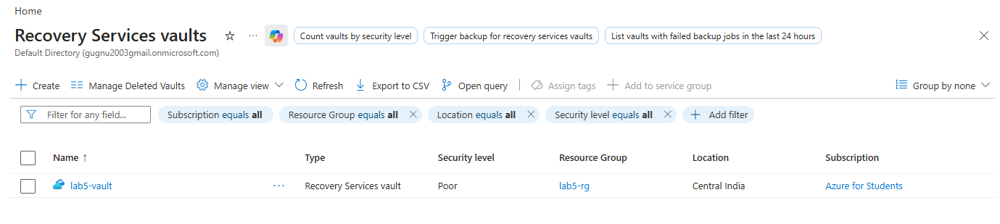 Home
Recovery Services vaults ☆ ··· Count vaults by security level Trigger backup for recovery services vaults List vaults with failed backup jobs in the last 24 hours
Default Directory (gugnu2003gmail.onmicrosoft.com)
Create Manage Deleted Vaults Manage view Refresh Export to CSV Open query Assign tags Add to service group Group by none
Filter for any field... Subscription equals all Resource Group equals all Location equals all Security level equals all Add filter
Name ↑ Type Security level Resource Group Location Subscription
lab5-vault ··· Recovery Services vault Poor lab5-rg Central India Azure for Students